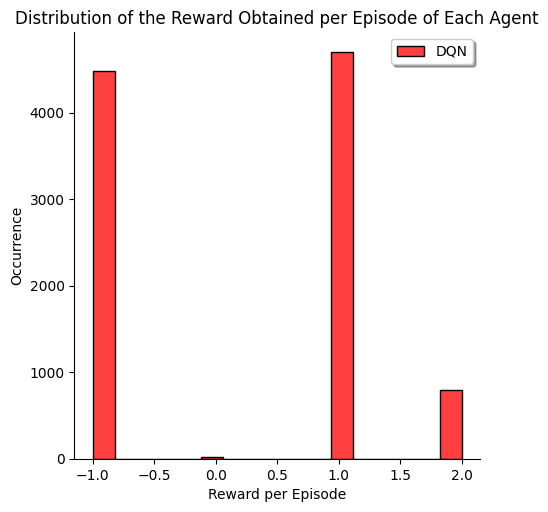 Distribution of the Reward Obtained per Episode of Each Agent
DQN
4000
3000
2000
1000
0
Occurrence
−1.0 −0.5 0.0 0.5 1.0 1.5 2.0
Reward per Episode